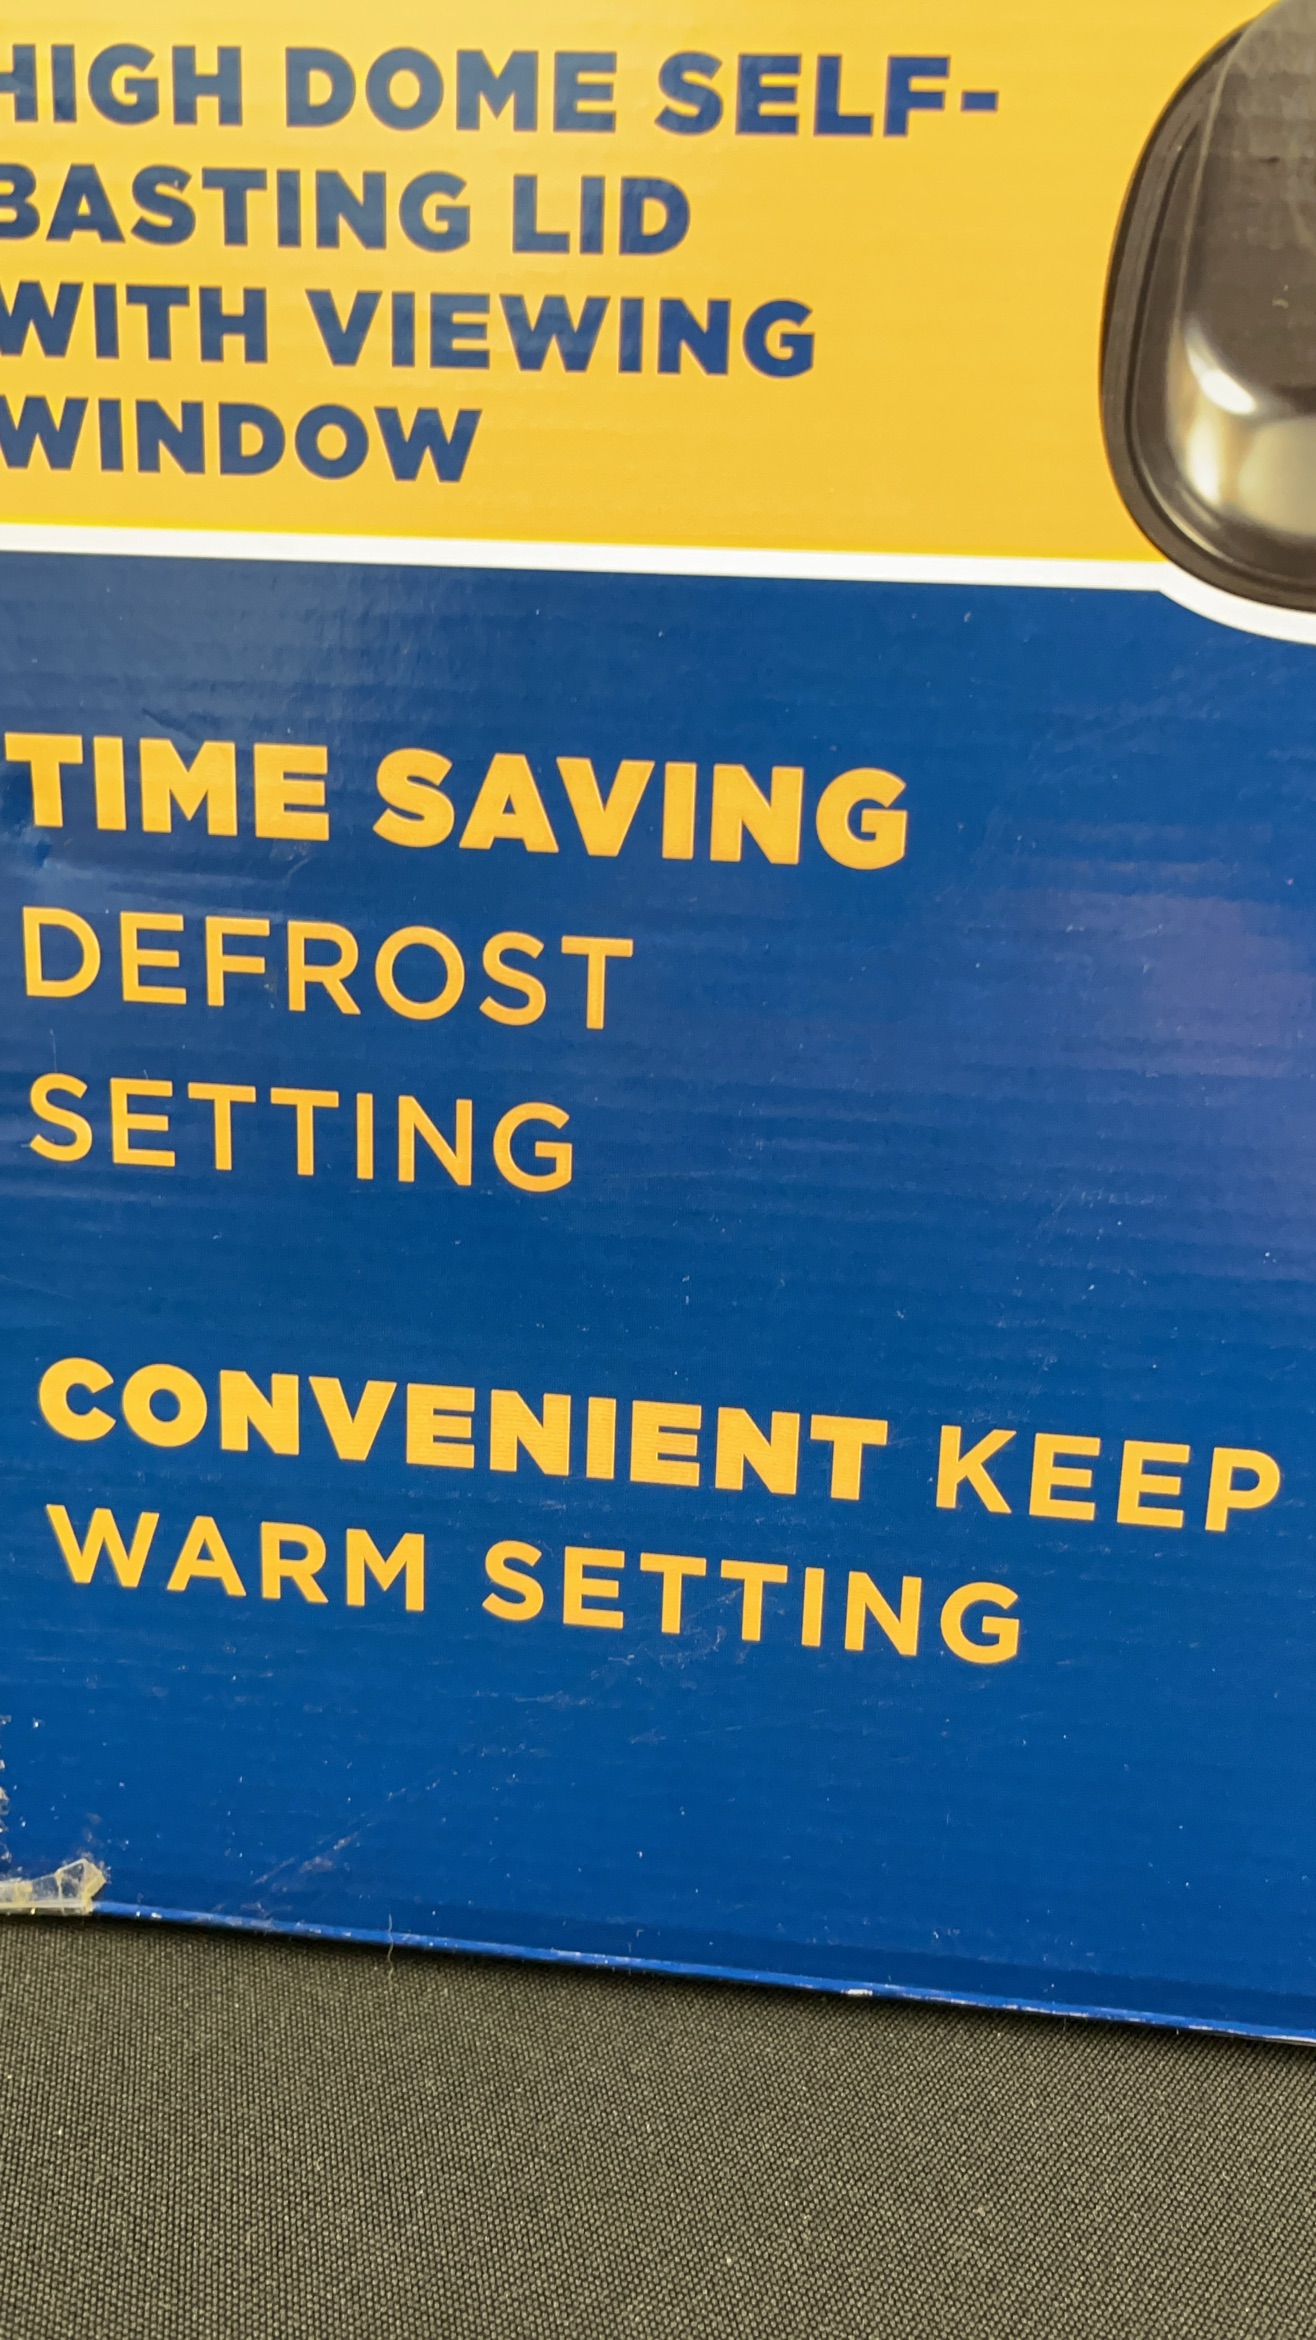 HIGH DOME SELF-
BASTING LID
WITH VIEWING
WINDOW
TIME SAVING
DEFROST
SETTING
CONVENIENT KEEP
WARM SETTING